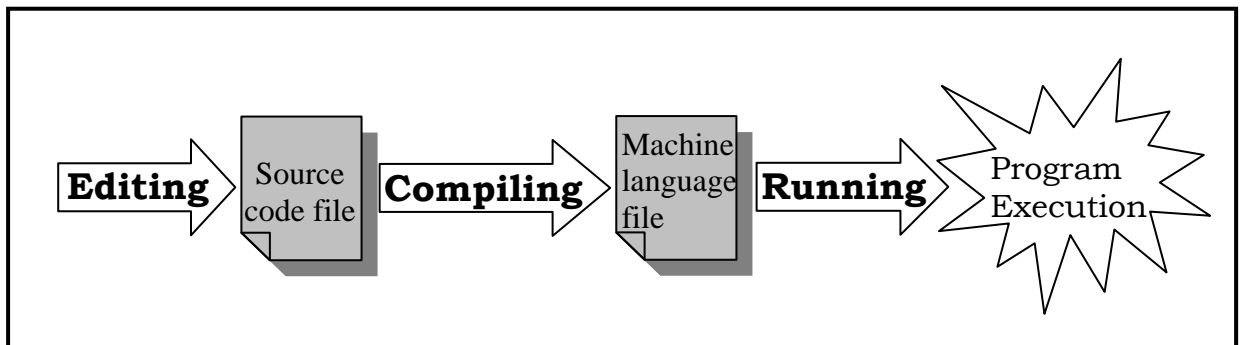 Editing
Source
code file
Compiling
Machine
language
file
Running
Program
Execution